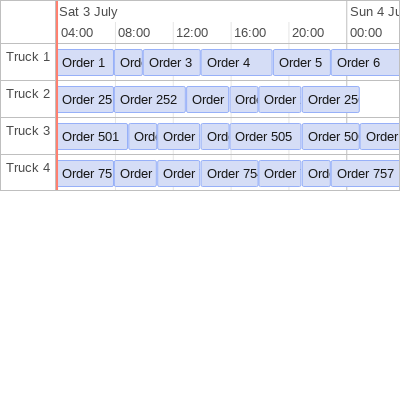 Sat 3 July Sun 4 Ju
04:00 08:00 12:00 16:00 20:00 00:00
Truck 1 Order 1 Ord Order 3 Order 4 Order 5 Order 6
Truck 2 Order 25 Order 252 Order Ord Order Order 25
Truck 3 Order 501 Ord Order Ord Order 505 Order 50 Order
Truck 4 Order 75 Order Order Order 75 Order Ord Order 757